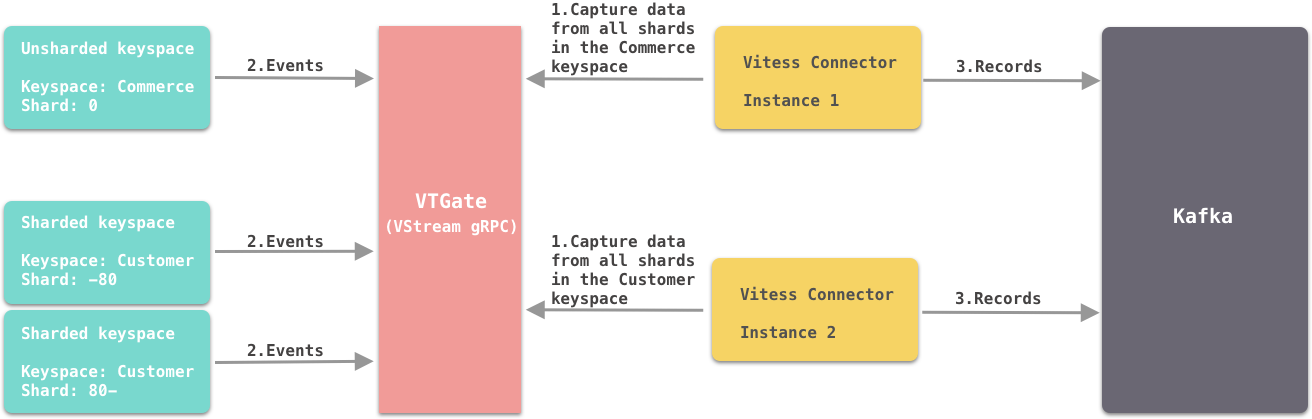 Unsharded keyspace
Keyspace: Commerce
Shard: 0
2.Events
1.Capture data
from all shards
in the Commerce
keyspace
Vitess Connector
Instance 1
3.Records
VTGate
(VStream gRPC)
Kafka
Sharded keyspace
Keyspace: Customer
Shard: -80
2.Events
1.Capture data
from all shards
in the Customer
keyspace
Vitess Connector
Instance 2
3.Records
Sharded keyspace
Keyspace: Customer
Shard: 80-
2.Events